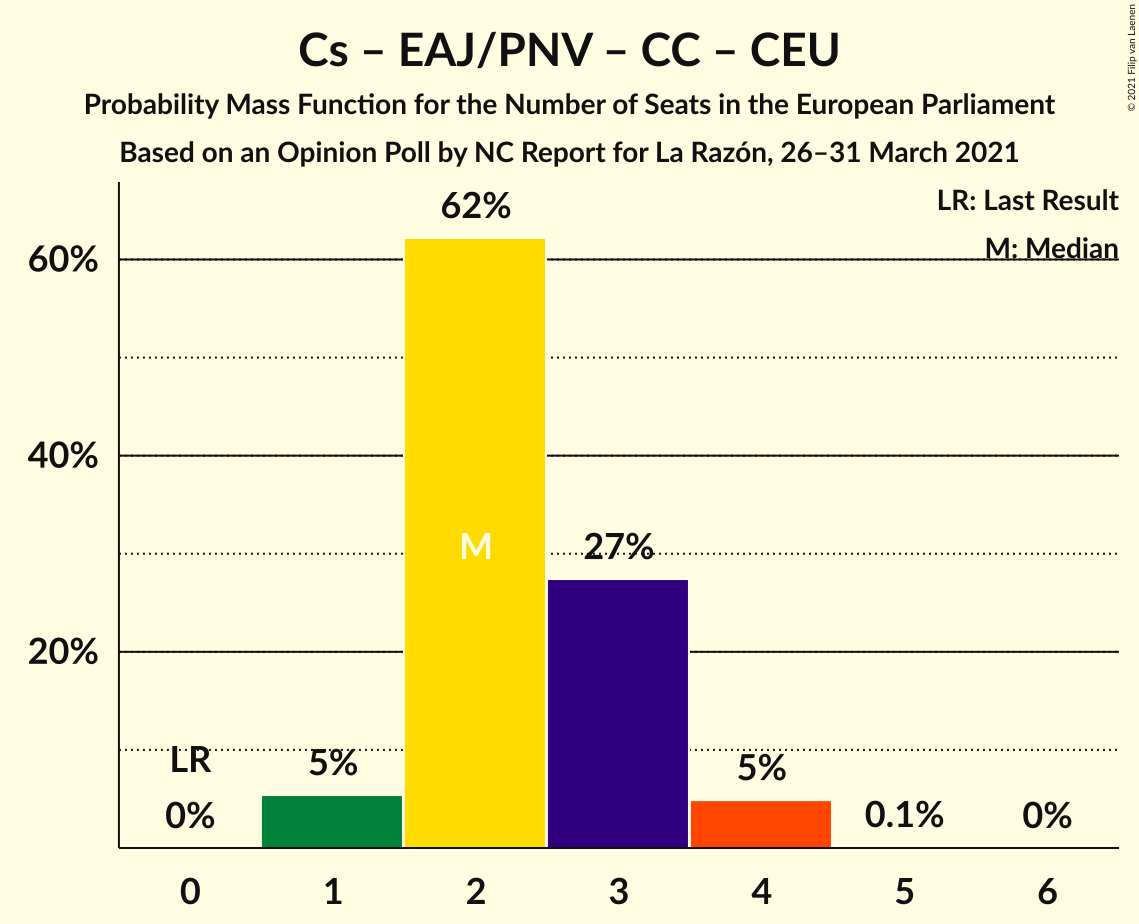 Cs – EAJ/PNV – CC – CEU
Probability Mass Function for the Number of Seats in the European Parliament
Based on an Opinion Poll by NC Report for La Razón, 26–31 March 2021
© 2021 Filip van Laenen
LR: Last Result
M: Median
62%
60%
40%
M
27%
20%
LR
5%
5%
0%
0.1%
0%
0 1 2 3 4 5 6